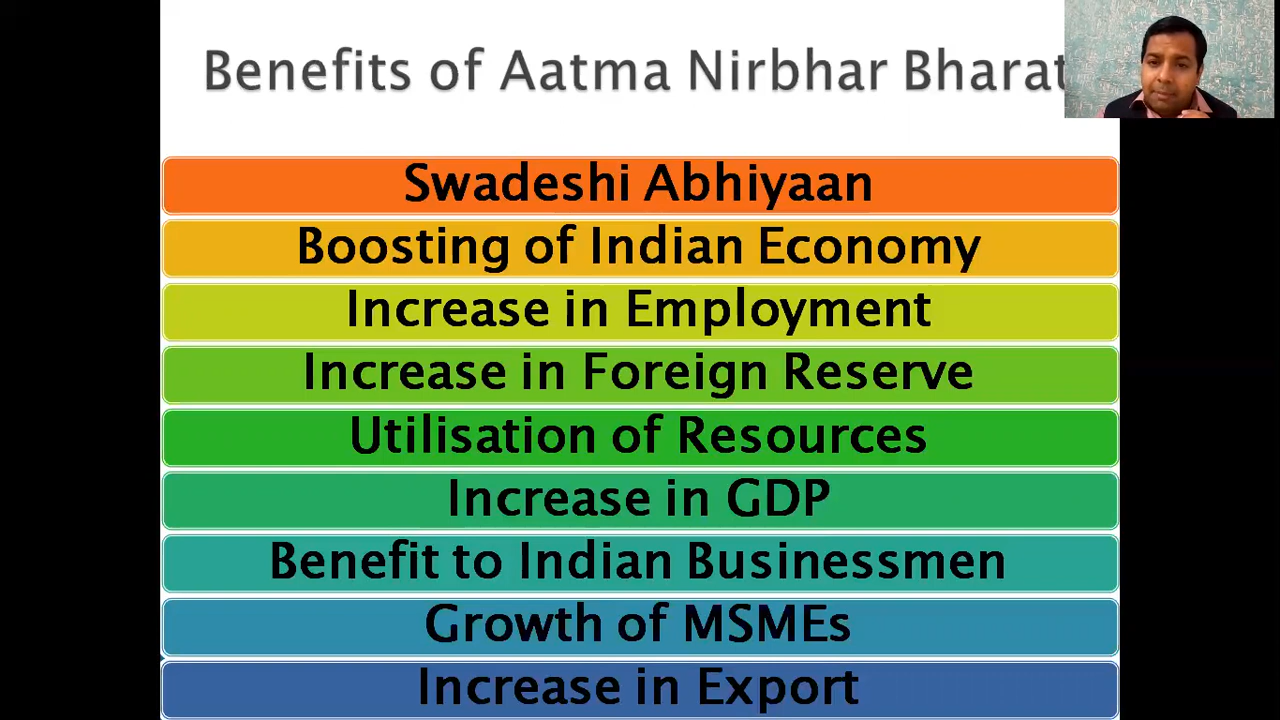 Benefits of Aatma Nirbhar Bharat
Swadeshi Abhiyaan
Boosting of Indian Economy
Increase in Employment
Increase in Foreign Reserve
Utilisation of Resources
Increase in GDP
Benefit to Indian Businessmen
Growth of MSMEs
Increase in Export